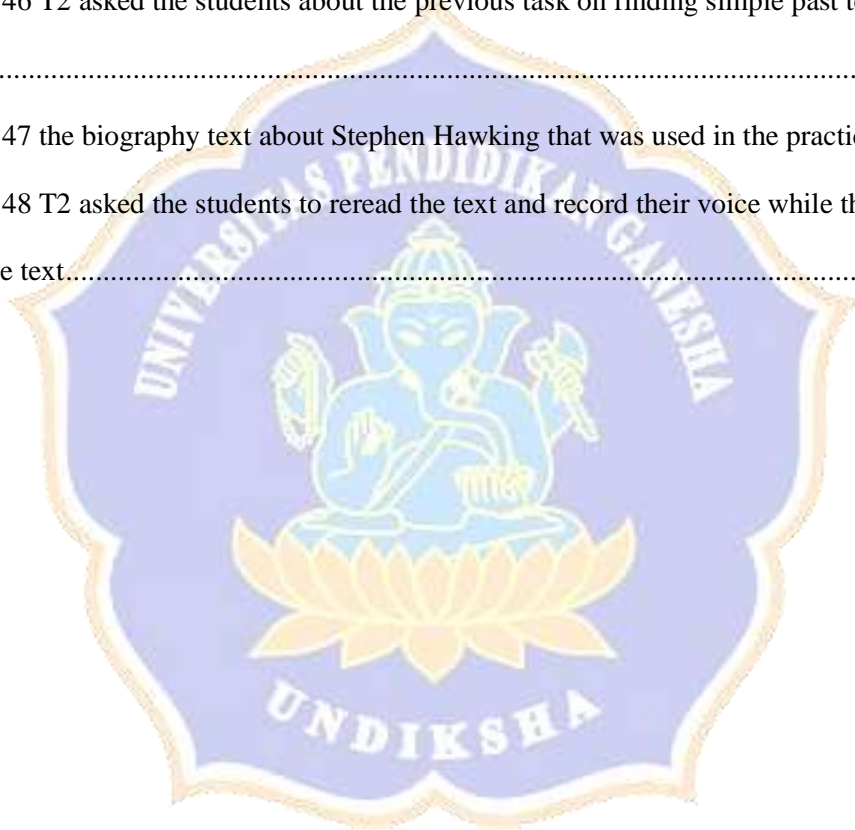 46 T2 asked the students about the previous task on finding simple past t
........................................................................................................................
47 the biography text about Stephen Hawking that was used in the practi
48 T2 asked the students to reread the text and record their voice while th
e text........................................................................................................................
UNIVERSITAS PENDIDIKAN GANESHA
UNDIKSHA